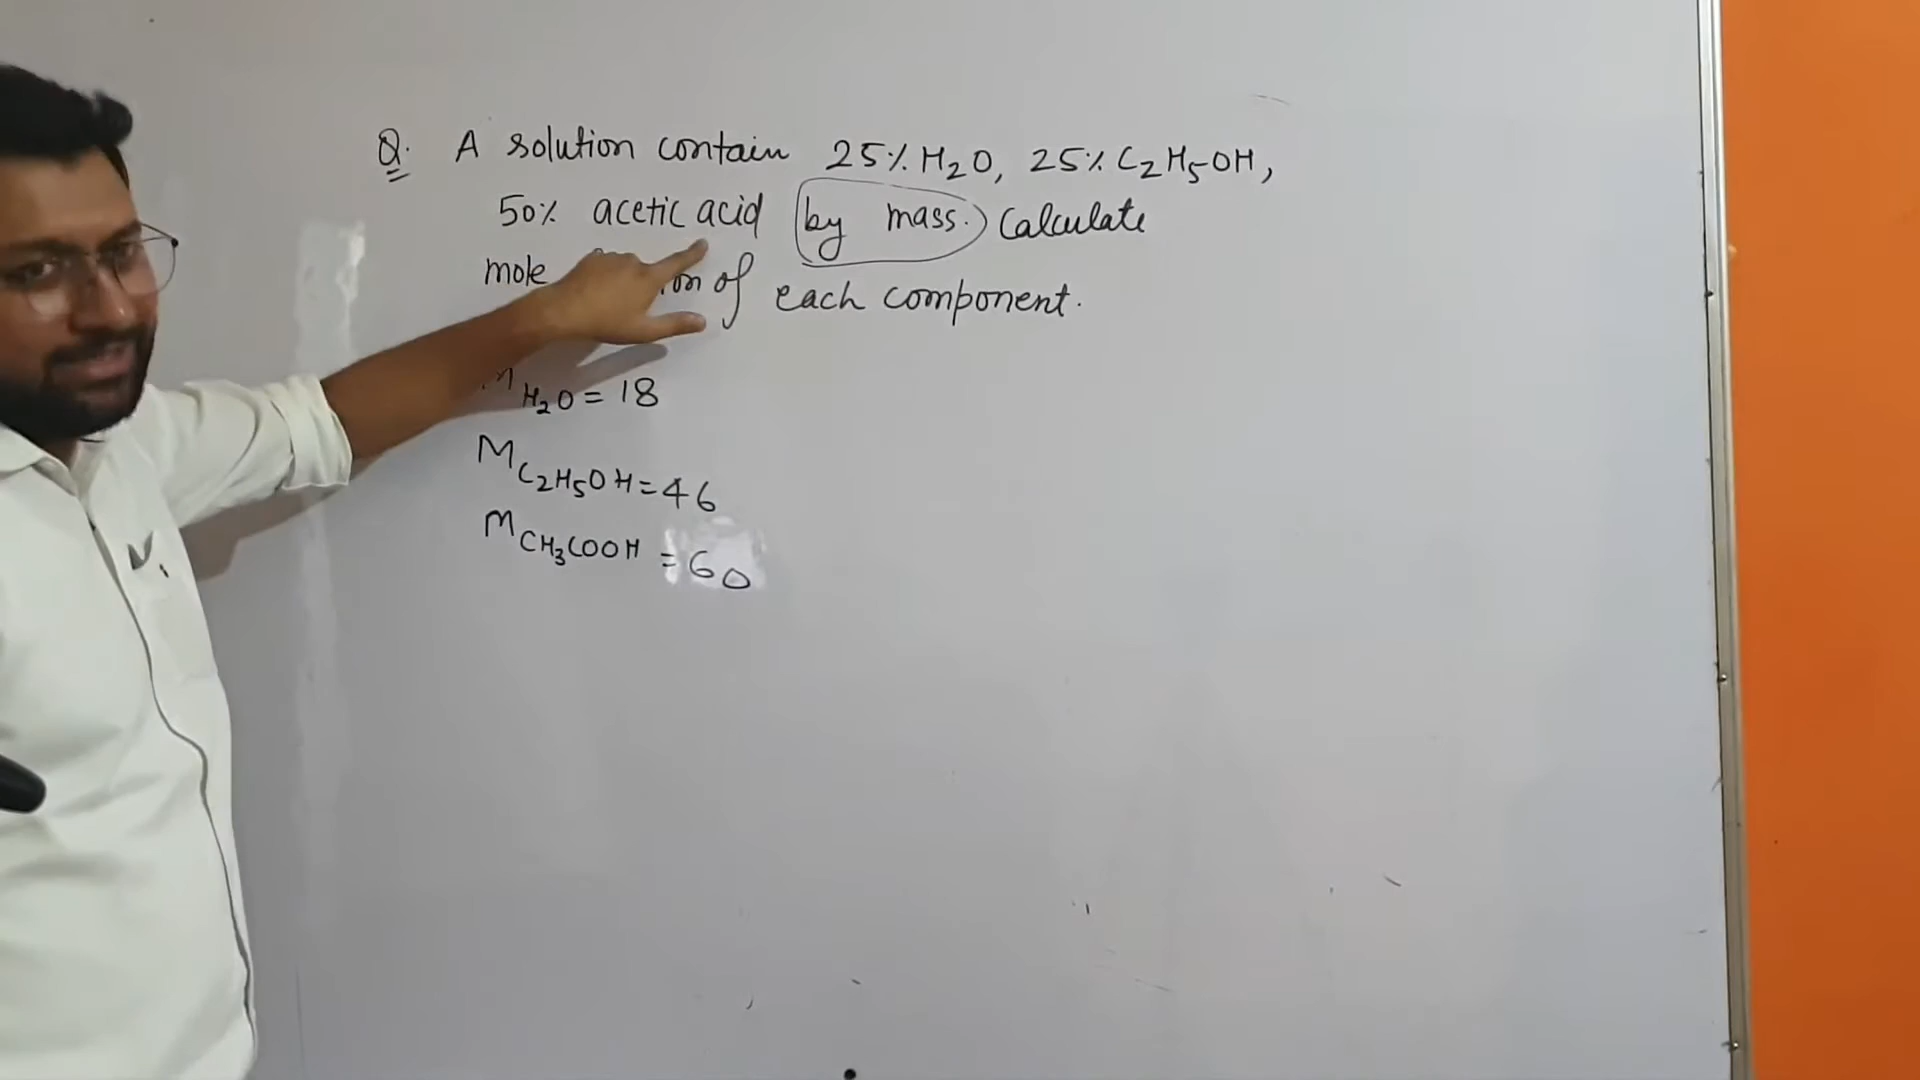 Q. A solution contain 25% H₂O, 25% C₂H₅OH,
50% acetic acid (by mass.) Calculate
mole of each component.
M H₂O = 18
M C₂H₅OH = 46
M CH₃COOH = 60